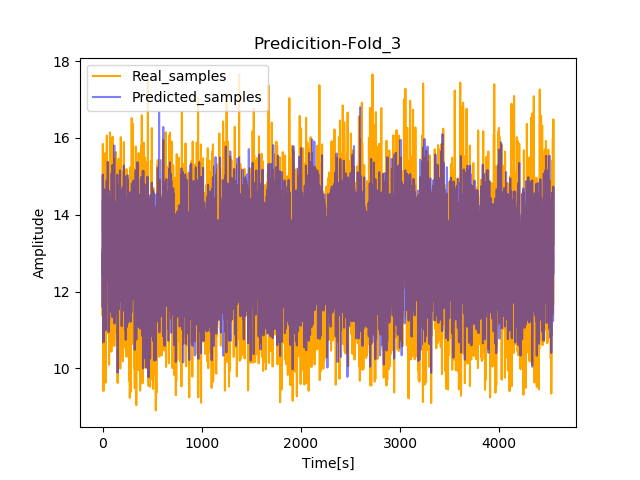 Predicition-Fold_3
Real_samples
Predicted_samples
Amplitude
18
16
14
12
10
0 1000 2000 3000 4000
Time[s]